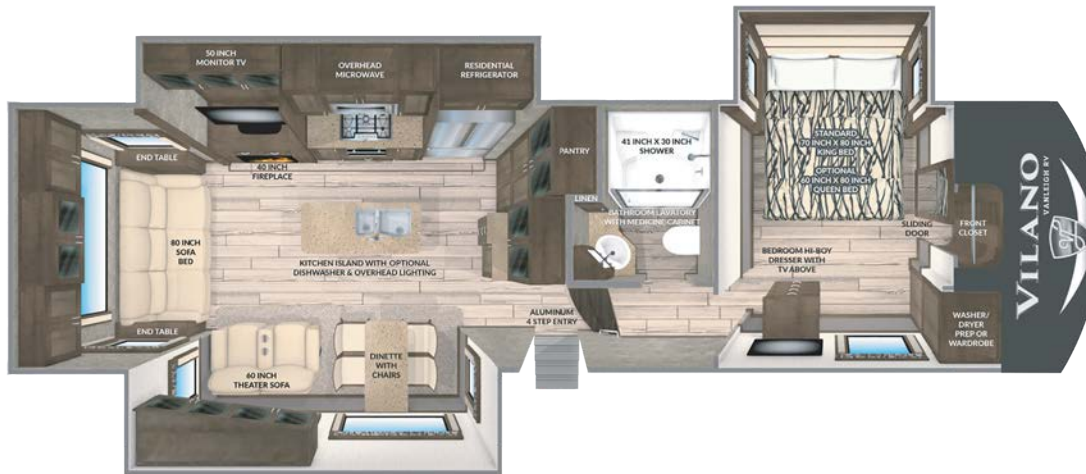 50 INCH
MONITOR TV
OVERHEAD
MICROWAVE
RESIDENTIAL
REFRIGERATOR
END TABLE
40 INCH
FIREPLACE
PANTRY
41 INCH X 30 INCH
SHOWER
STANDARD
70 INCH X 80 INCH
KING BED
OPTIONAL
60 INCH X 80 INCH
QUEEN BED
LINEN
BATHROOM LAVATORY
WITH MEDICINE CABINET
SLIDING
DOOR
FRONT
CLOSET
VILANO
VANLEIGH RV
80 INCH
SOFA
BED
KITCHEN ISLAND WITH OPTIONAL
DISHWASHER & OVERHEAD LIGHTING
BEDROOM HI-BOY
DRESSER WITH
TV ABOVE
END TABLE
ALUMINUM
4 STEP ENTRY
WASHER/
DRYER
PREP OR
WARDROBE
60 INCH
THEATER SOFA
DINETTE
WITH
CHAIRS